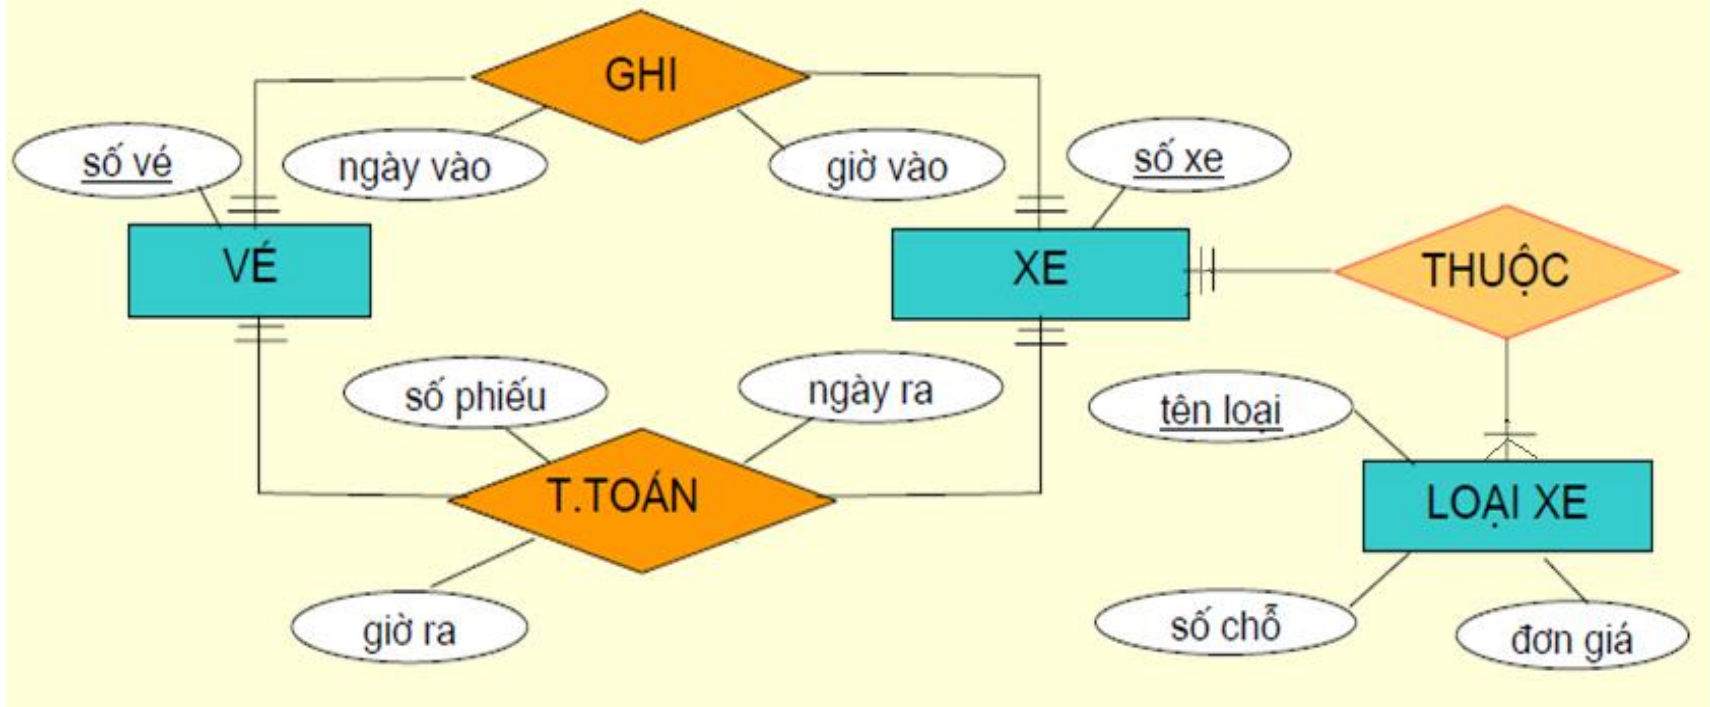 GHI
số vé
ngày vào
giờ vào
số xe
VÉ
XE
THUỘC
số phiếu
ngày ra
tên loại
T.TOÁN
LOẠI XE
giờ ra
số chỗ
đơn giá